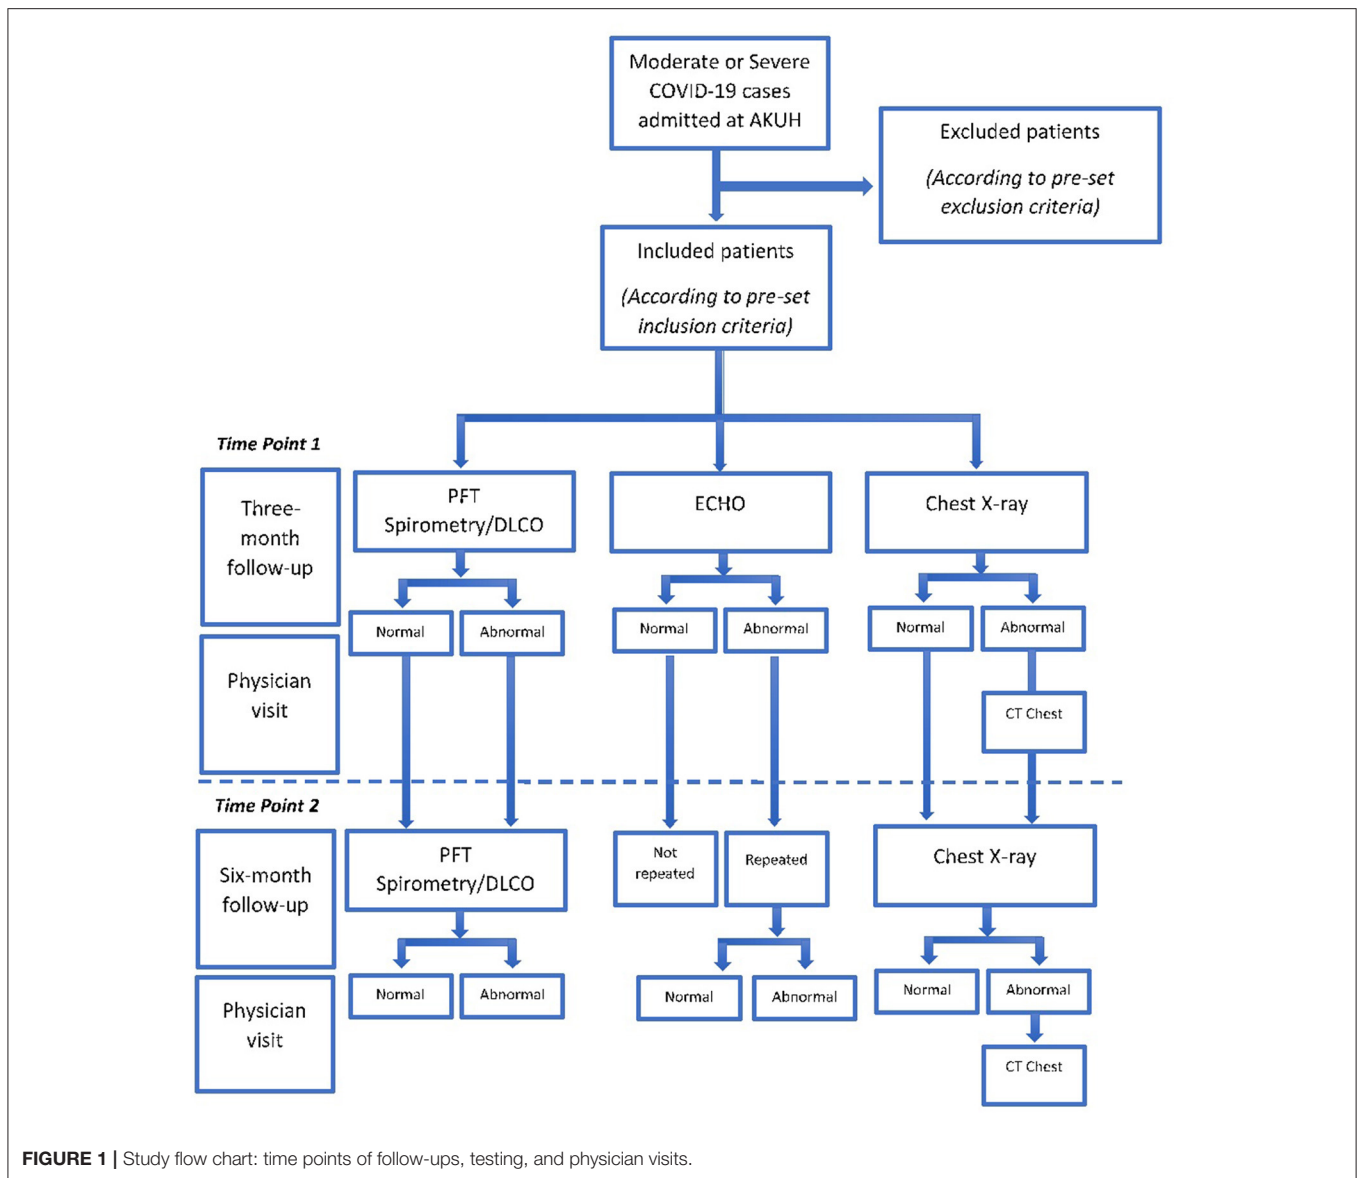 Moderate or Severe
COVID-19 cases
admitted at AKUH
Excluded patients
(According to pre-set
exclusion criteria)
Included patients
(According to pre-set
inclusion criteria)
Time Point 1
Three-
month
follow-up
PFT
Spirometry/DLCO
ECHO
Chest X-ray
Normal
Abnormal
Normal
Abnormal
Normal
Abnormal
Physician
visit
CT Chest
Time Point 2
Six-month
follow-up
PFT
Spirometry/DLCO
Not
repeated
Repeated
Chest X-ray
Normal
Abnormal
Normal
Abnormal
Normal
Abnormal
Physician
visit
CT Chest
FIGURE 1 | Study flow chart: time points of follow-ups, testing, and physician visits.